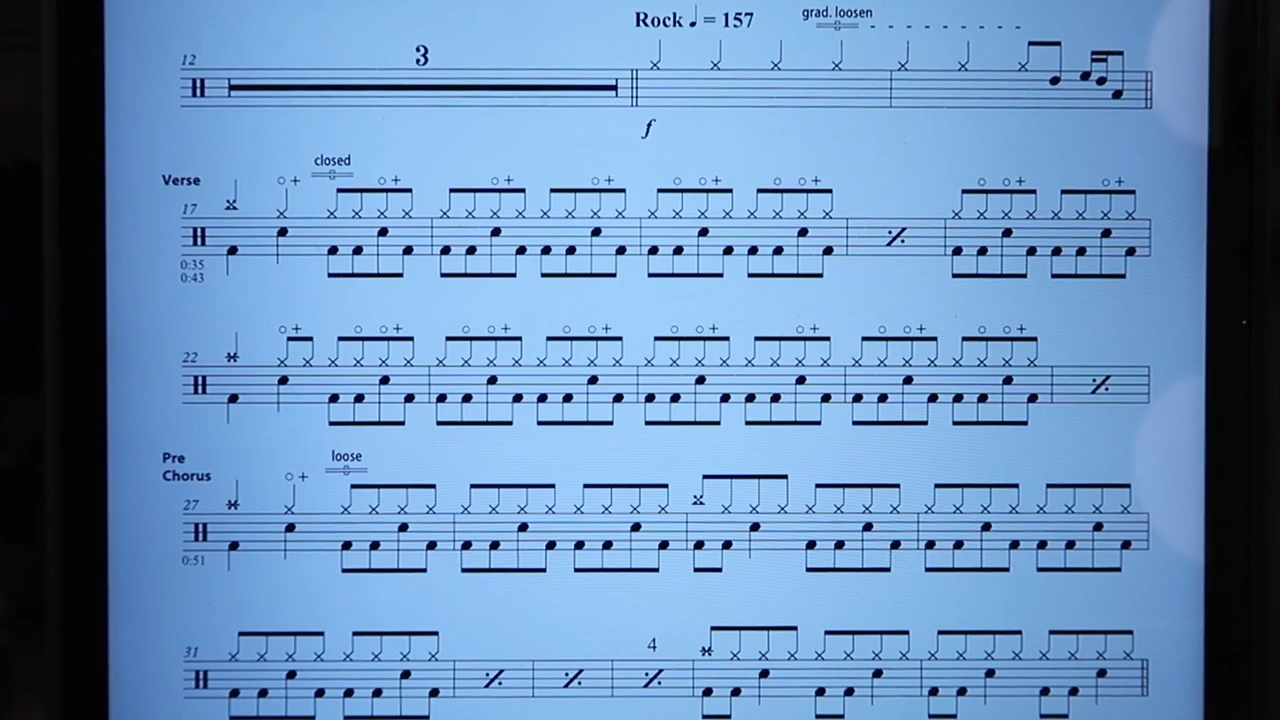 Rock ♩ = 157
grad. loosen
12
3
f
closed
Verse
17
0:35
0:43
22
Pre
Chorus
loose
27
0:51
31
4